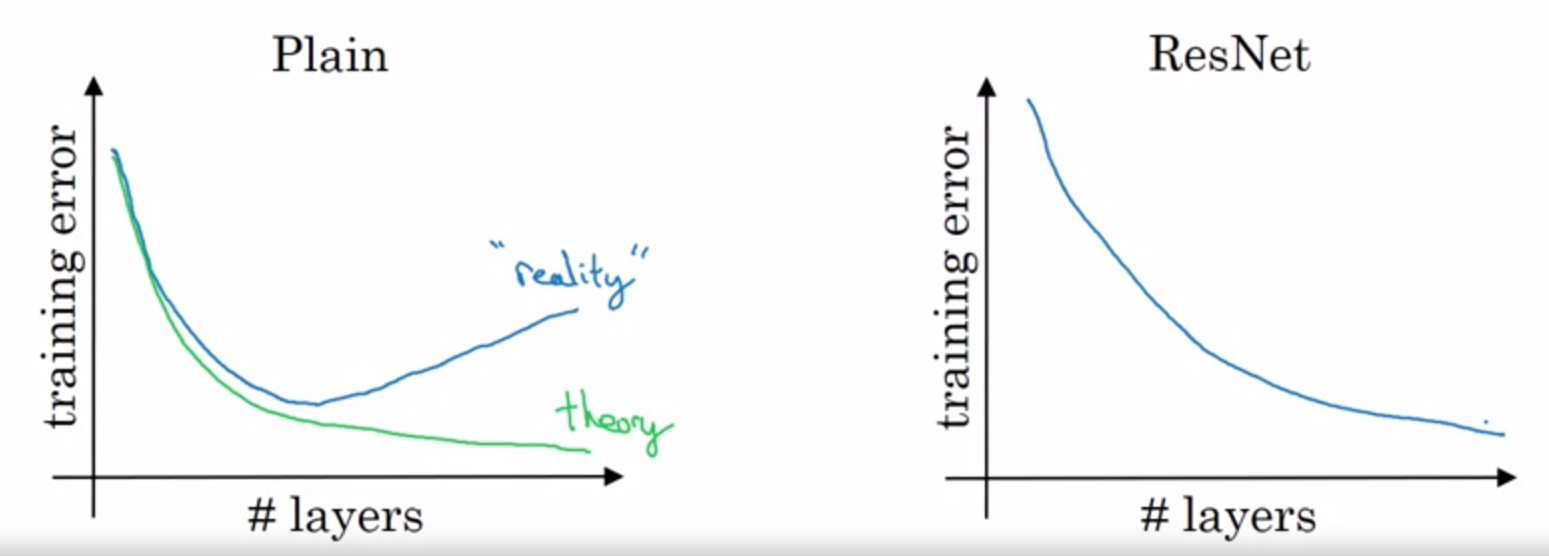 Plain
training error
"reality"
theory
# layers
ResNet
training error
# layers